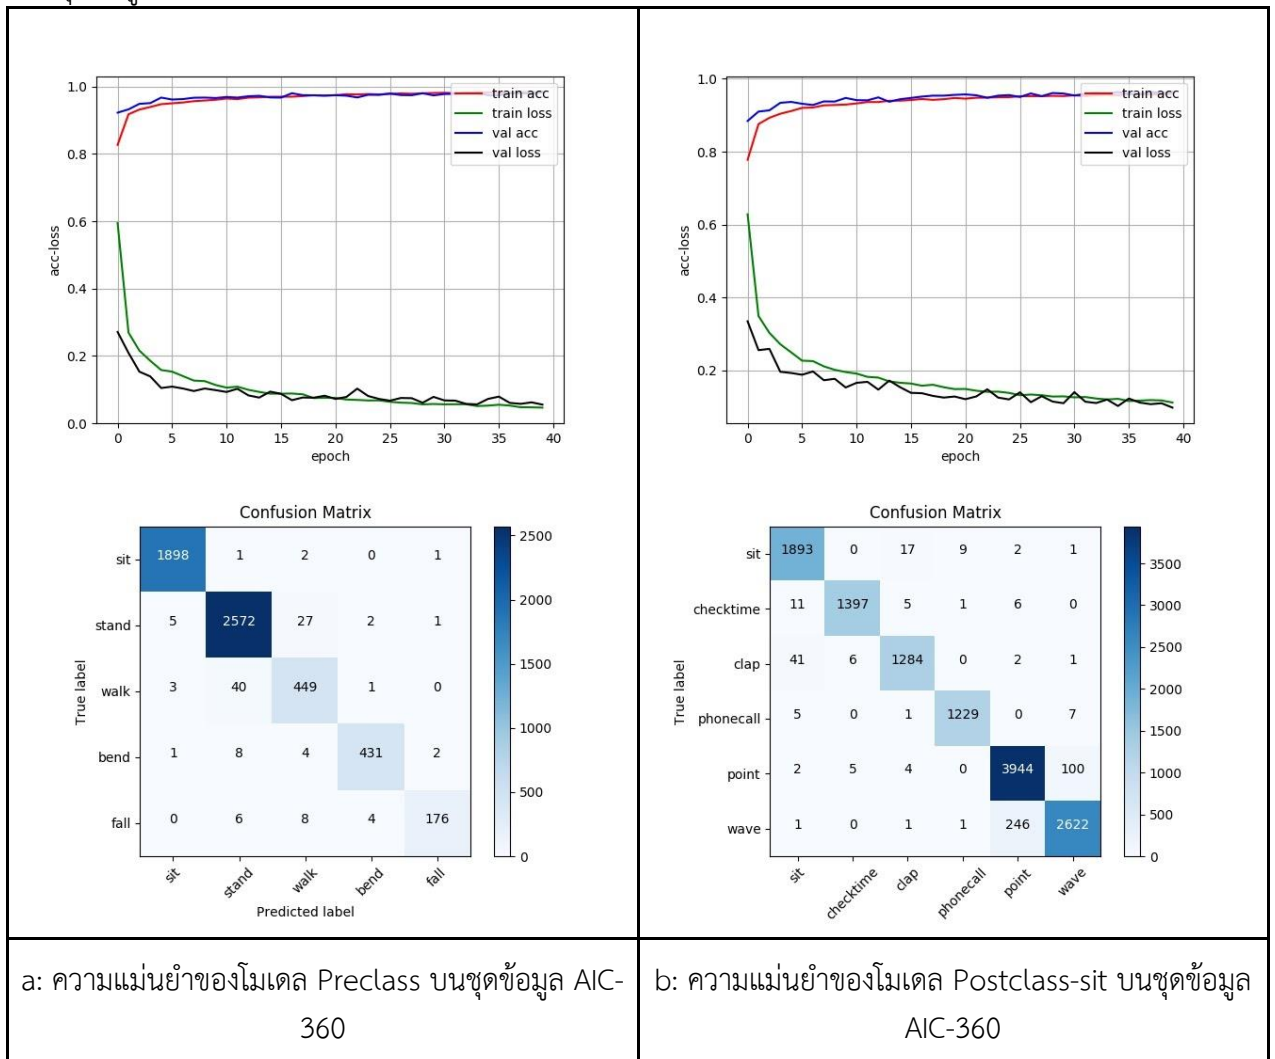 1.0
0.8
0.6
0.4
0.2
0.0
acc-loss
train acc
train loss
val acc
val loss
0 5 10 15 20 25 30 35 40
epoch
Confusion Matrix
True label
sit 1898 1 2 0 1
stand 5 2572 27 2 1
walk 3 40 449 1 0
bend 1 8 4 431 2
fall 0 6 8 4 176
sit stand walk bend fall
Predicted label
2500
2000
1500
1000
500
0
a: ความแม่นยำของโมเดล Preclass บนชุดข้อมูล AIC-
360
1.0
0.8
0.6
0.4
0.2
acc-loss
train acc
train loss
val acc
val loss
0 5 10 15 20 25 30 35 40
epoch
Confusion Matrix
True label
sit 1893 0 17 9 2 1
checktime 11 1397 5 1 6 0
clap 41 6 1284 0 2 1
phonecall 5 0 1 1229 0 7
point 2 5 4 0 3944 100
wave 1 0 1 1 246 2622
sit checktime clap phonecall point wave
3500
3000
2500
2000
1500
1000
500
0
b: ความแม่นยำของโมเดล Postclass-sit บนชุดข้อมูล
AIC-360